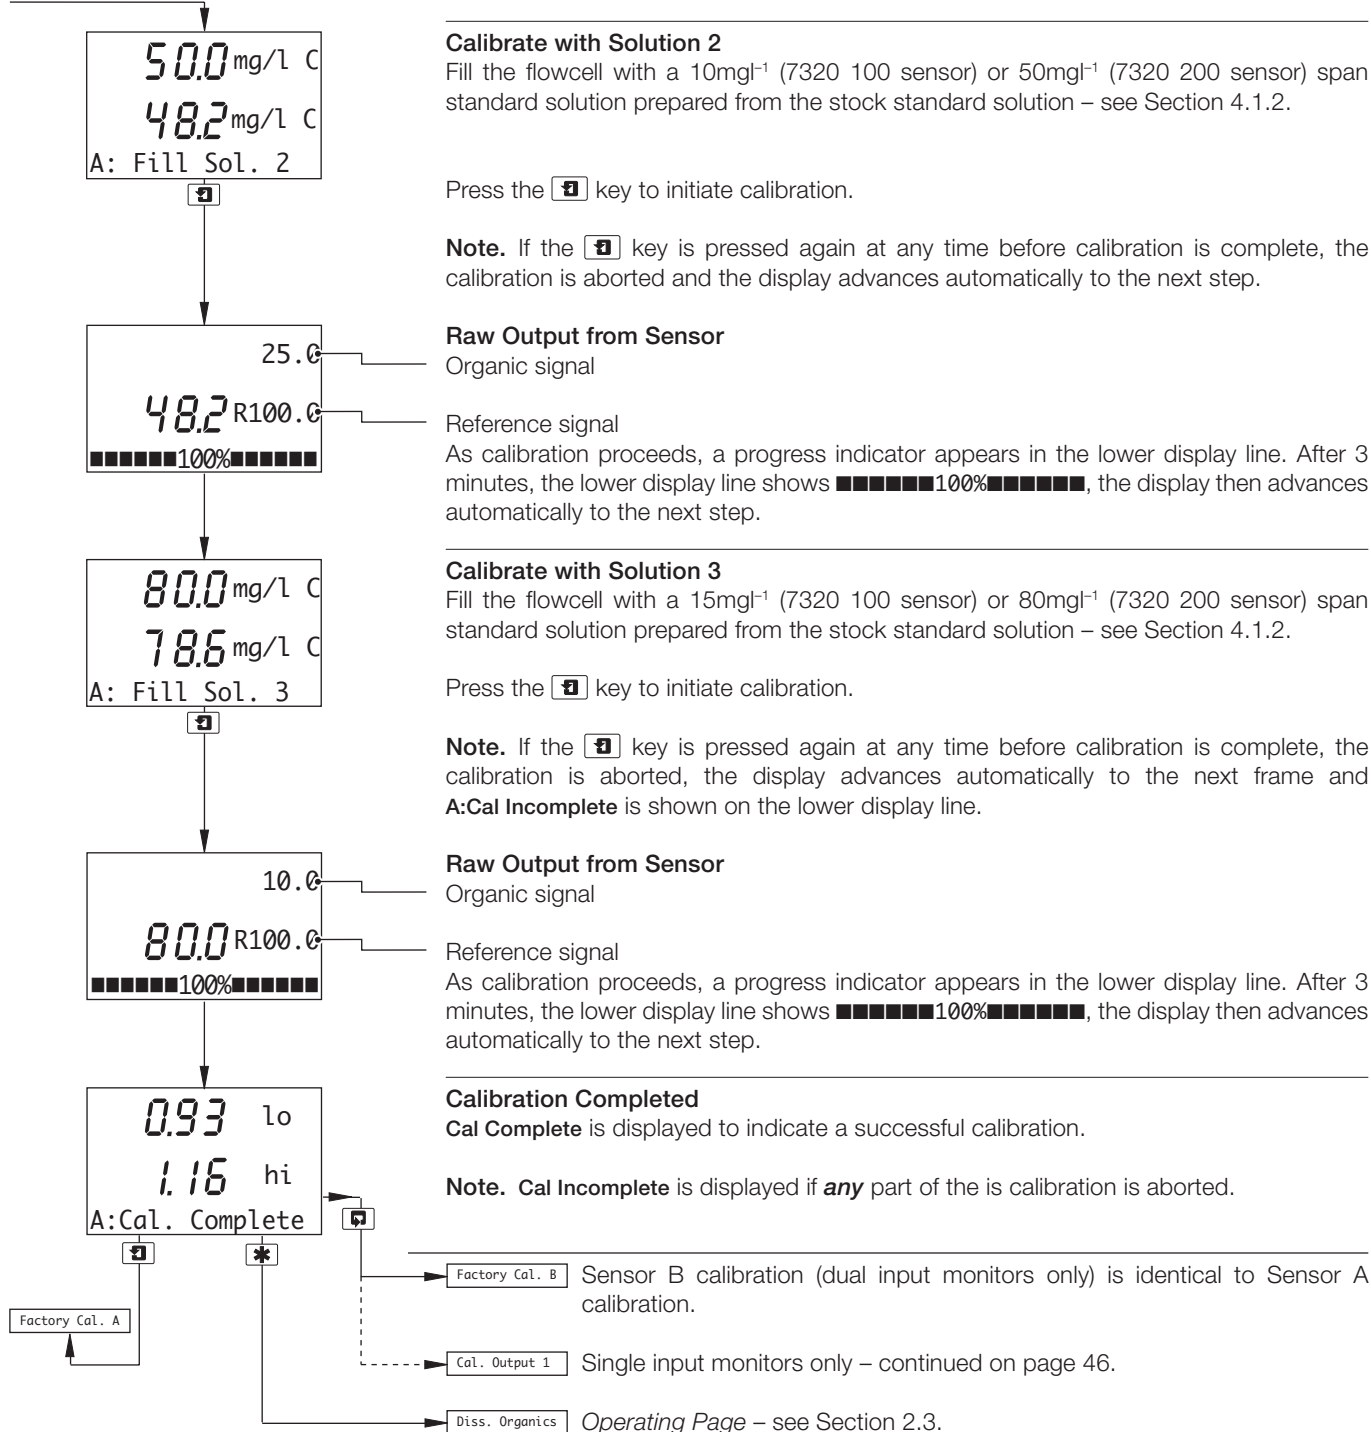 50.0 mg/l C
48.2 mg/l C
A: Fill Sol. 2
Calibrate with Solution 2
Fill the flowcell with a 10mgl–1 (7320 100 sensor) or 50mgl–1 (7320 200 sensor) span
standard solution prepared from the stock standard solution – see Section 4.1.2.
Press the key to initiate calibration.
Note. If the key is pressed again at any time before calibration is complete, the
calibration is aborted and the display advances automatically to the next step.
25.0
48.2 R100.0
■■■■■■100%■■■■■■
Raw Output from Sensor
Organic signal
Reference signal
As calibration proceeds, a progress indicator appears in the lower display line. After 3
minutes, the lower display line shows ■■■■■■100%■■■■■■, the display then advances
automatically to the next step.
80.0 mg/l C
78.6 mg/l C
A: Fill Sol. 3
Calibrate with Solution 3
Fill the flowcell with a 15mgl–1 (7320 100 sensor) or 80mgl–1 (7320 200 sensor) span
standard solution prepared from the stock standard solution – see Section 4.1.2.
Press the key to initiate calibration.
Note. If the key is pressed again at any time before calibration is complete, the
calibration is aborted, the display advances automatically to the next frame and
A:Cal Incomplete is shown on the lower display line.
10.0
80.0 R100.0
■■■■■■100%■■■■■■
Raw Output from Sensor
Organic signal
Reference signal
As calibration proceeds, a progress indicator appears in the lower display line. After 3
minutes, the lower display line shows ■■■■■■100%■■■■■■, the display then advances
automatically to the next step.
0.93 lo
1.16 hi
A:Cal. Complete
Calibration Completed
Cal Complete is displayed to indicate a successful calibration.
Note. Cal Incomplete is displayed if any part of the is calibration is aborted.
Factory Cal. A
Factory Cal. B Sensor B calibration (dual input monitors only) is identical to Sensor A
calibration.
Cal. Output 1 Single input monitors only – continued on page 46.
Diss. Organics Operating Page – see Section 2.3.